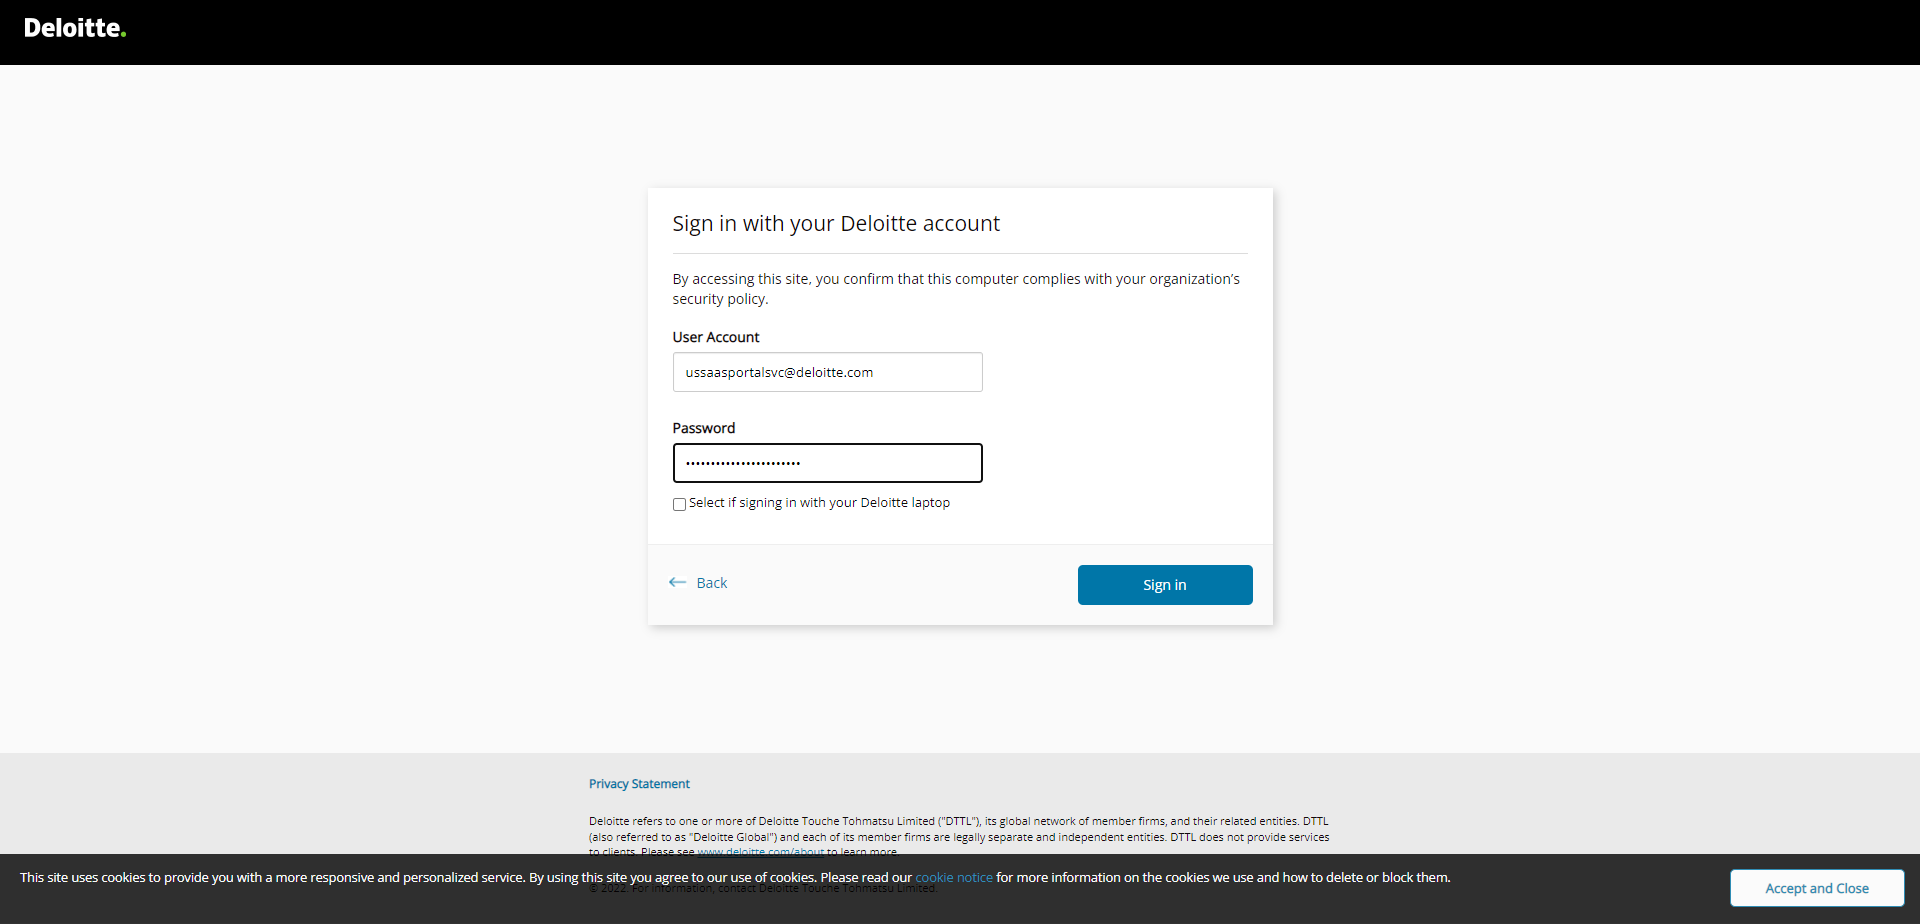 Deloitte.
Sign in with your Deloitte account
By accessing this site, you confirm that this computer complies with your organization’s
security policy.
User Account
ussaasportalsvc@deloitte.com
Password
•••••••••••••••••••••••
Select if signing in with your Deloitte laptop
Back
Sign in
Privacy Statement
Deloitte refers to one or more of Deloitte Touche Tohmatsu Limited ("DTTL"), its global network of member firms, and their related entities. DTTL
(also referred to as "Deloitte Global") and each of its member firms are legally separate and independent entities. DTTL does not provide services
to clients. Please see www.deloitte.com/about to learn more.
This site uses cookies to provide you with a more responsive and personalized service. By using this site you agree to our use of cookies. Please read our cookie notice for more information on the cookies we use and how to delete or block them.
© 2022. For information, contact Deloitte Touche Tohmatsu Limited.
Accept and Close